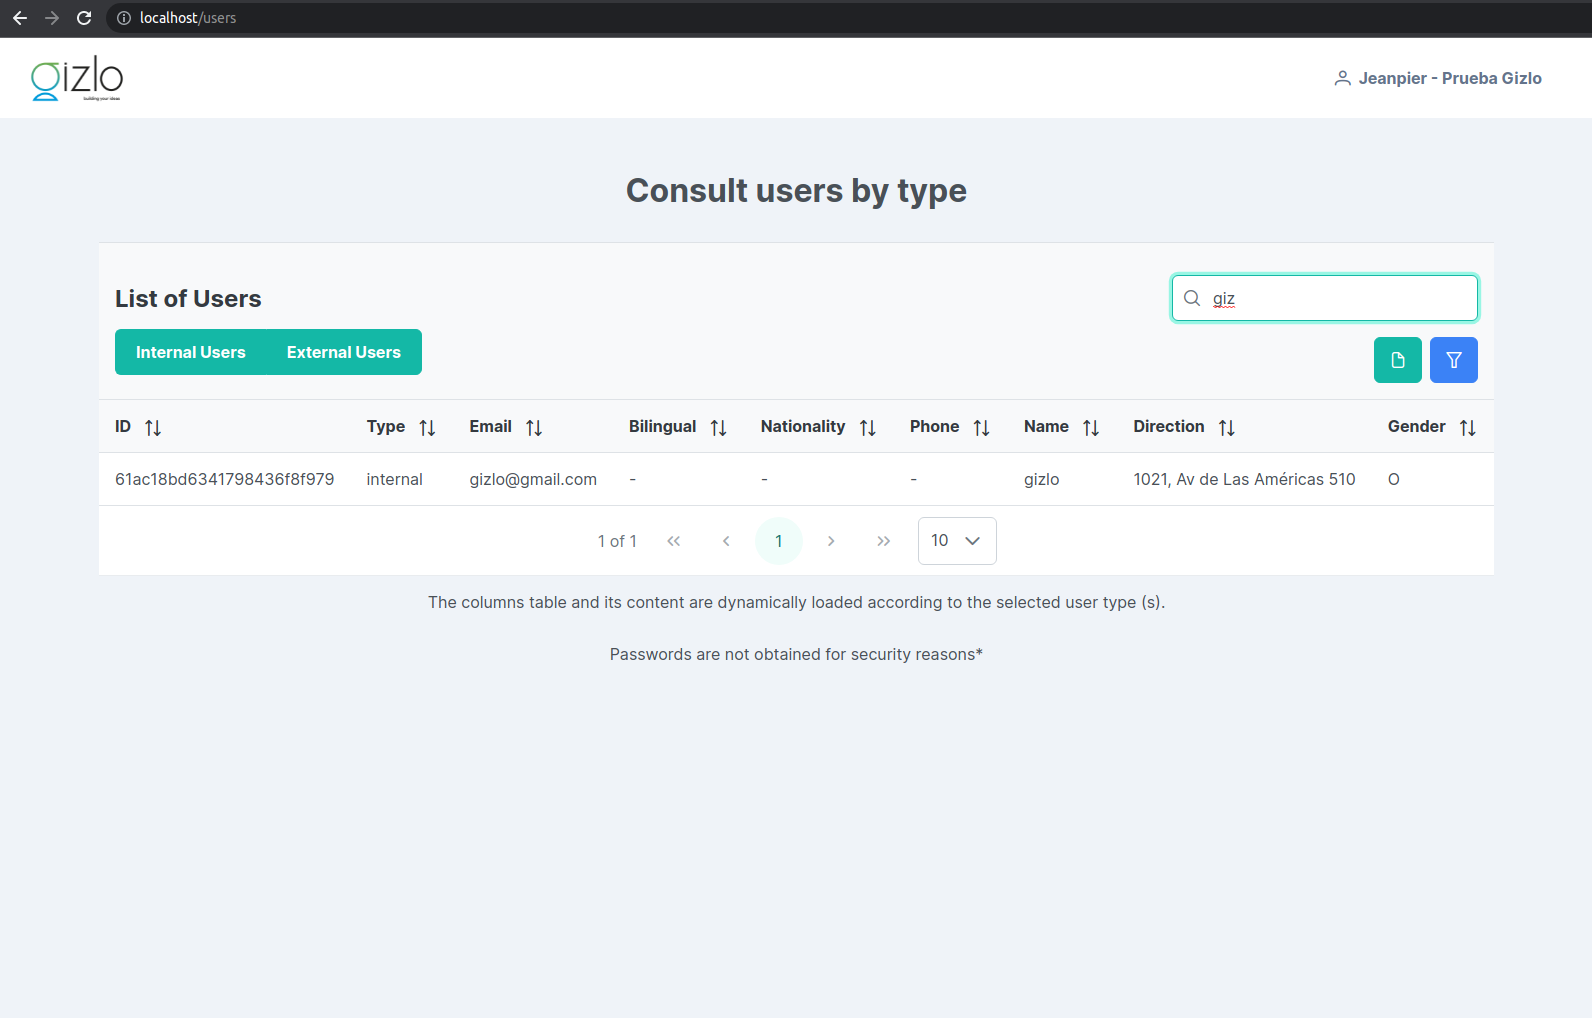 localhost/users
gizlo
building your ideas
Jeanpier - Prueba Gizlo
Consult users by type
List of Users
giz
Internal Users External Users
ID Type Email Bilingual Nationality Phone Name Direction Gender
61ac18bd6341798436f8f979 internal gizlo@gmail.com - - - gizlo 1021, Av de Las Américas 510 O
1 of 1 « ‹ 1 › » 10
The columns table and its content are dynamically loaded according to the selected user type (s).
Passwords are not obtained for security reasons*